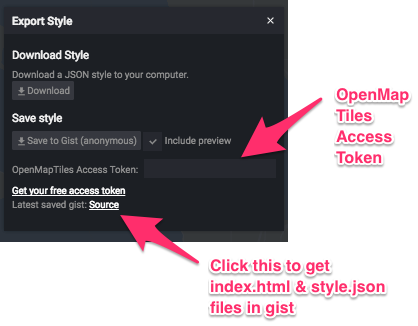 Export Style ×
Download Style
Download a JSON style to your computer.
Download
Save style
Save to Gist (anonymous) Include preview
OpenMapTiles Access Token:
Get your free access token
Latest saved gist: Source
OpenMap
Tiles
Access
Token
Click this to get
index.html & style.json
files in gist